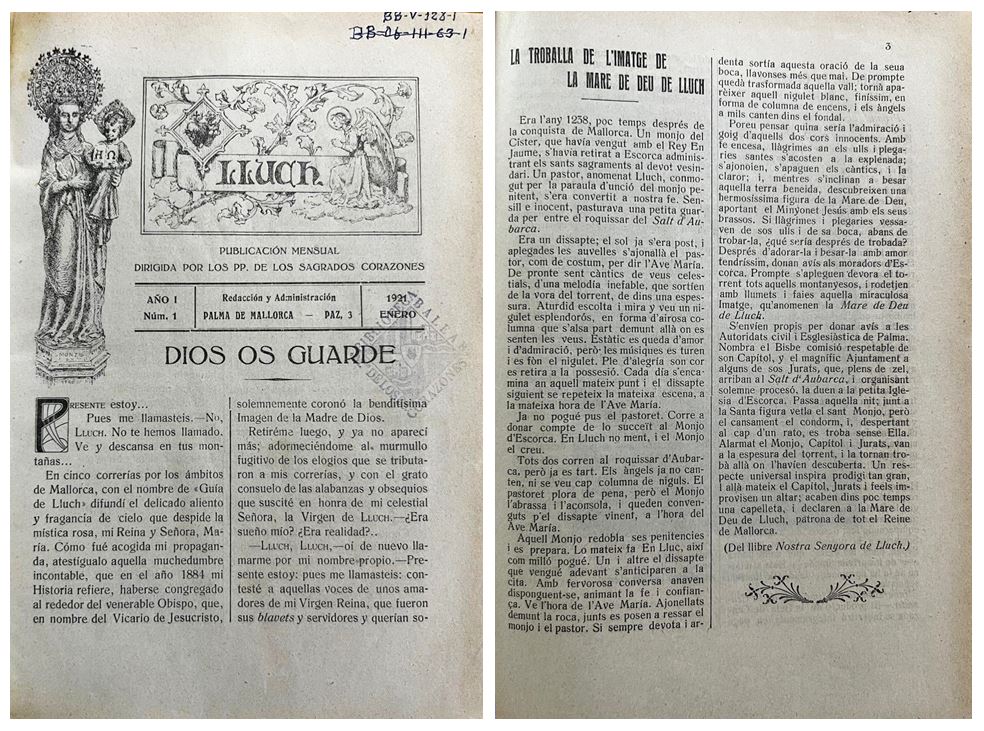 BB-V-128-1
BB-06-III-63-1
LLUCH
PUBLICACIÓN MENSUAL
DIRIGIDA POR LOS PP. DE LOS SAGRADOS CORAZONES
AÑO I
Núm. 1
Redacción y Administración
PALMA DE MALLORCA — PAZ, 3
1921
ENERO
DIOS OS GUARDE
PRESENTE estoy...
Pues me llamasteis.—No,
LLUCH. No te hemos llamado.
Ve y descansa en tus mon-
tañas...
En cinco correrías por los ámbitos
de Mallorca, con el nombre de «Guía
de Lluch» difundí el delicado aliento
y fragancia de cielo que despide la
mística rosa, mi Reina y Señora, Ma-
ría. Cómo fué acogida mi propagan-
da, atestígualo aquella muchedumbre
incontable, que en el año 1884 mi
Historia refiere, haberse congregado
al rededor del venerable Obispo, que,
en nombre del Vicario de Jesucristo,
solemnemente coronó la benditísima
Imagen de la Madre de Dios.
Retiréme luego, y ya no aparecí
más; adormeciéndome al murmullo
fugitivo de los elogios que se tributa-
ron a mis correrías, y con el grato
consuelo de las alabanzas y obsequios
que suscité en honra de mi celestial
Señora, la Virgen de LLUCH.—¿Era
sueño mío? ¿Era realidad?..
—LLUCH, LLUCH,—oí de nuevo lla-
marme por mi nombre propio.—Pre-
sente estoy: pues me llamasteis: con-
testé a aquellas voces de unos ama-
dores de mi Virgen Reina, que fueron
sus blavets y servidores y querían so-
3
LA TROBALLA DE L'IMATGE DE
LA MARE DE DEU DE LLUCH
Era l'any 1238, poc temps després de
la conquista de Mallorca. Un monjo del
Císter, que havía vengut amb el Rey En
Jaume, s'havía retirat a Escorca adminis-
trant els sants sagraments al devot vesin-
dari. Un pastor, anomenat Lluch, conmo-
gut per la paraula d'unció del monjo pe-
nitent, s'era convertit a nostra fe. Sen-
sill e inocent, pasturava una petita guar-
da per entre el roquissar del Salt d'Au-
barca.
Era un dissapte; el sol ja s'era post, i
aplegades les auvelles s'ajonallá el pas-
tor, com de costum, per dir l'Ave María.
De pronte sent càntics de veus celes-
tials, d'una melodía inefable, que sortíen
de la vora del torrent, de dins una espes-
sura. Aturdid escolta i mira y veu un ni-
gulet esplendorós, en forma d'airosa co-
lumna que s'alsa part demunt allà on es
senten les veus. Estàtic es queda d'amor
i d'admiració, però les músiques es turen
i es fòn el nigulet. Ple d'alegría son cor
es retira a la possesió. Cada día s'enca-
mina an aquell mateix punt i el dissapte
siguient se repeteix la mateixa escena, a
la mateixa hora de l'Ave María.
Ja no pogué pus el pastoret. Corre a
donar compte de lo succeït al Monjo
d'Escorca. En Lluch no ment, i el Monjo
el creu.
Tots dos corren al roquissar d'Aubar-
ca, però ja es tart. Els àngels ja no can-
ten, ni se veu cap columna de niguls. El
pastoret plora de pena, però el Monjo
l'abrassa i l'aconsola, i queden conven-
guts p'el dissapte vinent, a l'hora del
Ave María.
Aquell Monjo redobla ses penitencies
i es prepara. Lo mateix fa En Lluc, així
com milló pogué. Un i altre el dissapte
que vengué adevant s'anticiparen a la
cita. Amb fervorosa conversa anaven
disponguent-se, animant la fe i confian-
ça. Ve l'hora de l'Ave María. Ajonellats
demunt la roca, junts es posen a ressar el
monjo i el pastor. Si sempre devota i ar-
denta sortía aquesta oració de la seua
boca, llavonses més que mai. De prompte
quedà trasformada aquella vall; tornà apa-
rèixer aquell nigulet blanc, finíssim, en
forma de columna de encens, i els àngels
a mils canten dins el fondal.
Poreu pensar quina sería l'admiració i
goig d'aquells dos cors innocents. Amb
fe encesa, llàgrimes an els ulls i plega-
ries santes s'acosten a la explenada;
s'ajonoien, s'apaguen els càntics, i la
claror; i, mentres s'inclinan a besar
aquella terra beneida, descubreixen una
hermosíssima figura de la Mare de Deu,
aportant el Minyonet Jesús amb els seus
brassos. Si llàgrimes i plegaries vessa-
ven de sos ulls i de sa boca, abans de
trobar-la, ¿qué sería després de trobada?
Després d'adorar-la i besar-la amb amor
tendríssim, donan avís als moradors d'Es-
corca. Prompte s'apleguen devora el to-
rrent tots aquells montanyesos, i rodetjen
amb llumets i faies aquella miraculosa
Imatge, qu'anomenen la Mare de Deu
de Lluch.
S'envíen propis per donar avís a les
Autoridats civil i Esglesiàstica de Palma.
Nombra el Bisbe comisió respetable de
son Capítol, y el magnífic Ajuntament a
alguns de sos Jurats, que, plens de zel,
arriban al Salt d'Aubarca, i organisànt
solemne procesó, la duen a la petita Igle-
sia d'Escorca. Passa aquella nit; junt a
la Santa figura vetla el sant Monjo, peró
el cansament el condorm, i, despertant
al cap d'un rato, es troba sense Ella.
Alarmat el Monjo, Capítol i Jurats, van
a la espesura del torrent, i la tornan tro-
bà allà on l'havíen descuberta. Un res-
pecte universal inspira prodigi tan gran,
i allà mateix el Capítol, Jurats i feels im-
provisen un altar; acaben dins poc temps
una capelleta, i declaren a la Mare de
Deu de Lluch, patrona de tot el Reine
de Mallorca.
(Del llibre Nostra Senyora de Lluch.)